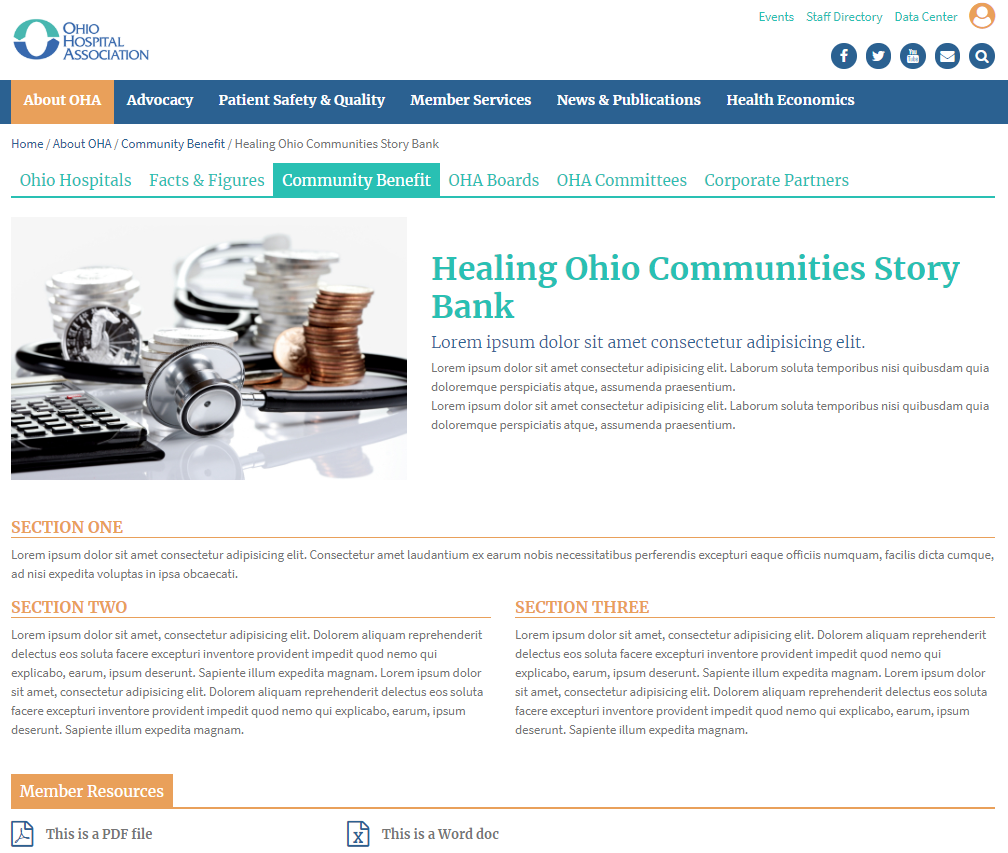 OHIO
HOSPITAL
ASSOCIATION
Events Staff Directory Data Center
You
Tube
About OHA Advocacy Patient Safety & Quality Member Services News & Publications Health Economics
Home / About OHA / Community Benefit / Healing Ohio Communities Story Bank
Ohio Hospitals Facts & Figures Community Benefit OHA Boards OHA Committees Corporate Partners
Healing Ohio Communities Story
Bank
Lorem ipsum dolor sit amet consectetur adipisicing elit.
Lorem ipsum dolor sit amet consectetur adipisicing elit. Laborum soluta temporibus nisi quibusdam quia
doloremque perspiciatis atque, assumenda praesentium.
Lorem ipsum dolor sit amet consectetur adipisicing elit. Laborum soluta temporibus nisi quibusdam quia
doloremque perspiciatis atque, assumenda praesentium.
SECTION ONE
Lorem ipsum dolor sit amet consectetur adipisicing elit. Consectetur amet laudantium ex earum nobis necessitatibus perferendis excepturi eaque officiis numquam, facilis dicta cumque,
ad nisi expedita voluptas in ipsa obcaecati.
SECTION TWO
Lorem ipsum dolor sit amet, consectetur adipisicing elit. Dolorem aliquam reprehenderit
delectus eos soluta facere excepturi inventore provident impedit quod nemo qui
explicabo, earum, ipsum deserunt. Sapiente illum expedita magnam. Lorem ipsum dolor
sit amet, consectetur adipisicing elit. Dolorem aliquam reprehenderit delectus eos soluta
facere excepturi inventore provident impedit quod nemo qui explicabo, earum, ipsum
deserunt. Sapiente illum expedita magnam.
SECTION THREE
Lorem ipsum dolor sit amet, consectetur adipisicing elit. Dolorem aliquam reprehenderit
delectus eos soluta facere excepturi inventore provident impedit quod nemo qui
explicabo, earum, ipsum deserunt. Sapiente illum expedita magnam. Lorem ipsum dolor
sit amet, consectetur adipisicing elit. Dolorem aliquam reprehenderit delectus eos soluta
facere excepturi inventore provident impedit quod nemo qui explicabo, earum, ipsum
deserunt. Sapiente illum expedita magnam.
Member Resources
This is a PDF file
X This is a Word doc